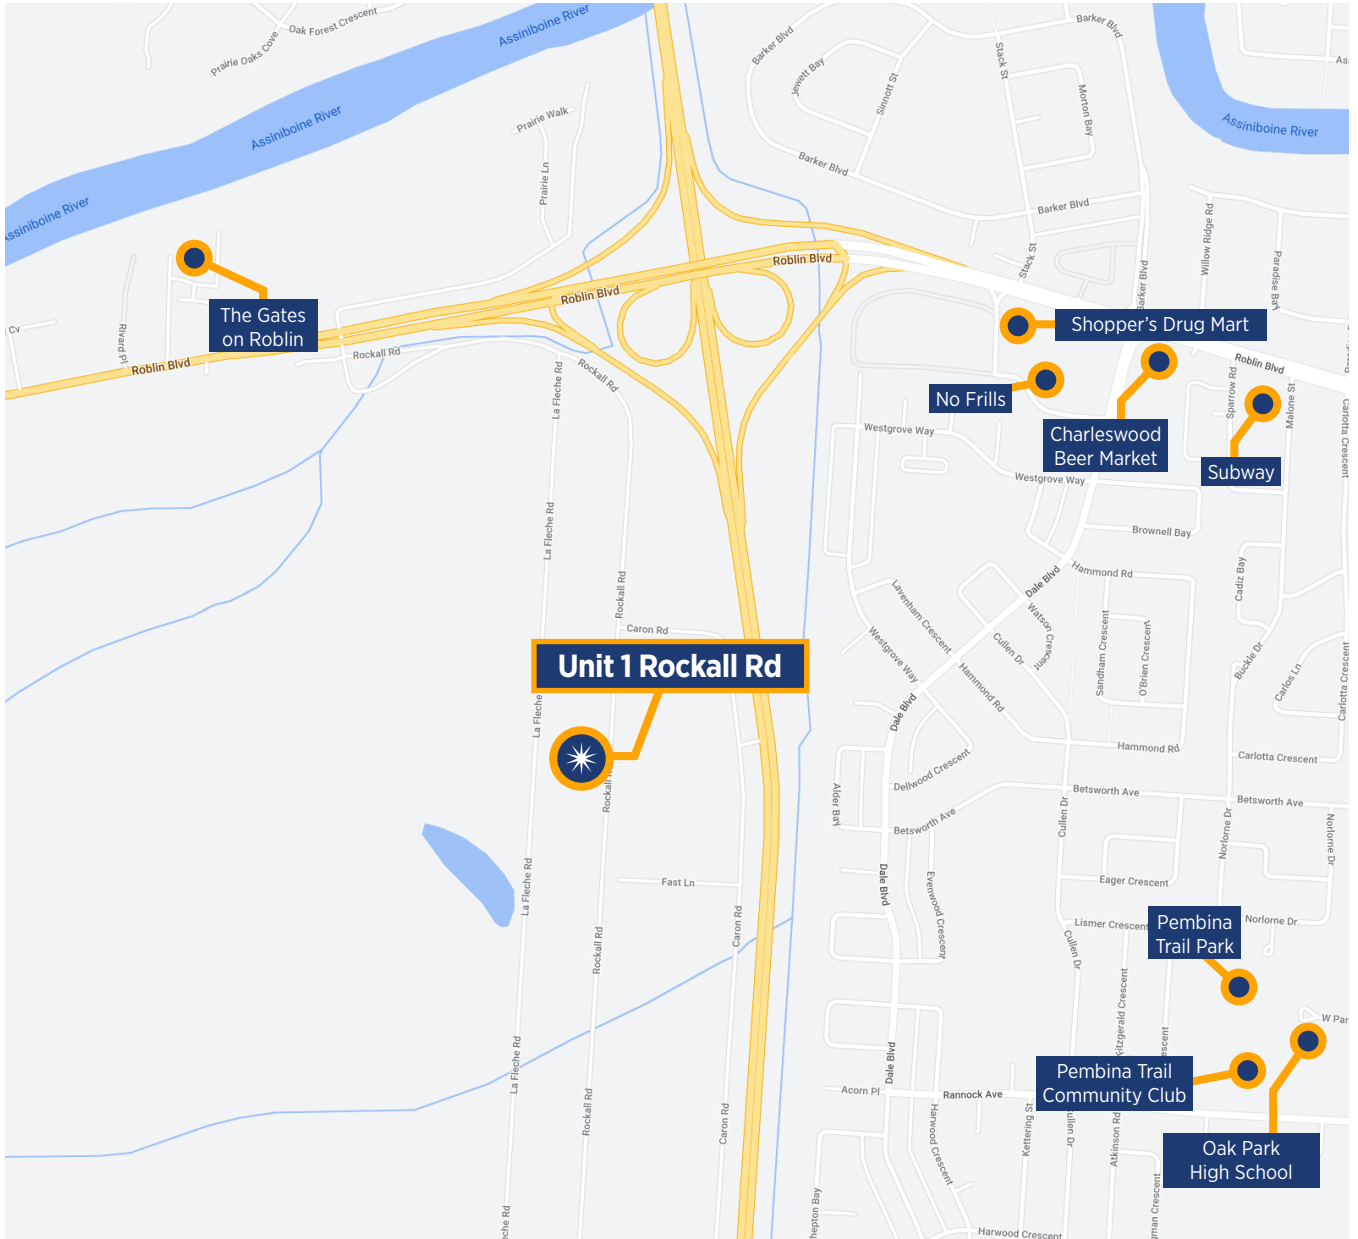 Oak Forest Crescent
Prairie Oaks Cove
Assiniboine River
Assiniboine River
Assiniboine River
Assiniboine River
Barker Blvd
Barker Blvd
Jewett Bay
Sinnott St
Stack St
Morton Bay
Barker Blvd
Barker Blvd
Stack St
Barker Blvd
Willow Ridge Rd
Paradise Bay
Prairie Walk
Prairie Ln
The Gates
on Roblin
Cv
Rivard Pl
Roblin Blvd
Rockall Rd
Roblin Blvd
Roblin Blvd
Roblin Blvd
Shopper's Drug Mart
No Frills
Charleswood
Beer Market
Subway
Sparrow Rd
Malone St
Carlotta Crescent
La Fleche Rd
Rockall Rd
Westgrove Way
Westgrove Way
Brownell Bay
La Fleche Rd
Rockall Rd
Caron Rd
Hammond Rd
Dale Blvd
Cadiz Bay
Lavenham Crescent
Watson Crescent
Cullen Dr
Sandham Crescent
O'Brien Crescent
Buckle Dr
Carlos Ln
Carlotta Crescent
Westgrove Way
Hammond Rd
Unit 1 Rockall Rd
La Fleche
Rockall
Dale Blvd
Hammond Rd
Carlotta Crescent
Dellwood Crescent
Alder Bay
Betsworth Ave
Betsworth Ave
Betsworth Ave
Cullen Dr
Norlorne Dr
Norlorne Dr
La Fleche Rd
Fast Ln
Dale Blvd
Evenwood Crescent
Eager Crescent
Lismer Crescent
Norlorne Dr
Pembina
Trail Park
Rockall Rd
Caron Rd
Cullen Dr
W Par
La Fleche Rd
Dale Blvd
Pembina Trail
Community Club
Acorn Pl
Rannock Ave
Rockall Rd
Caron Rd
Harwood Crescent
Kettering St
Atkinson Rd
Oak Park
High School
Harwood Crescent